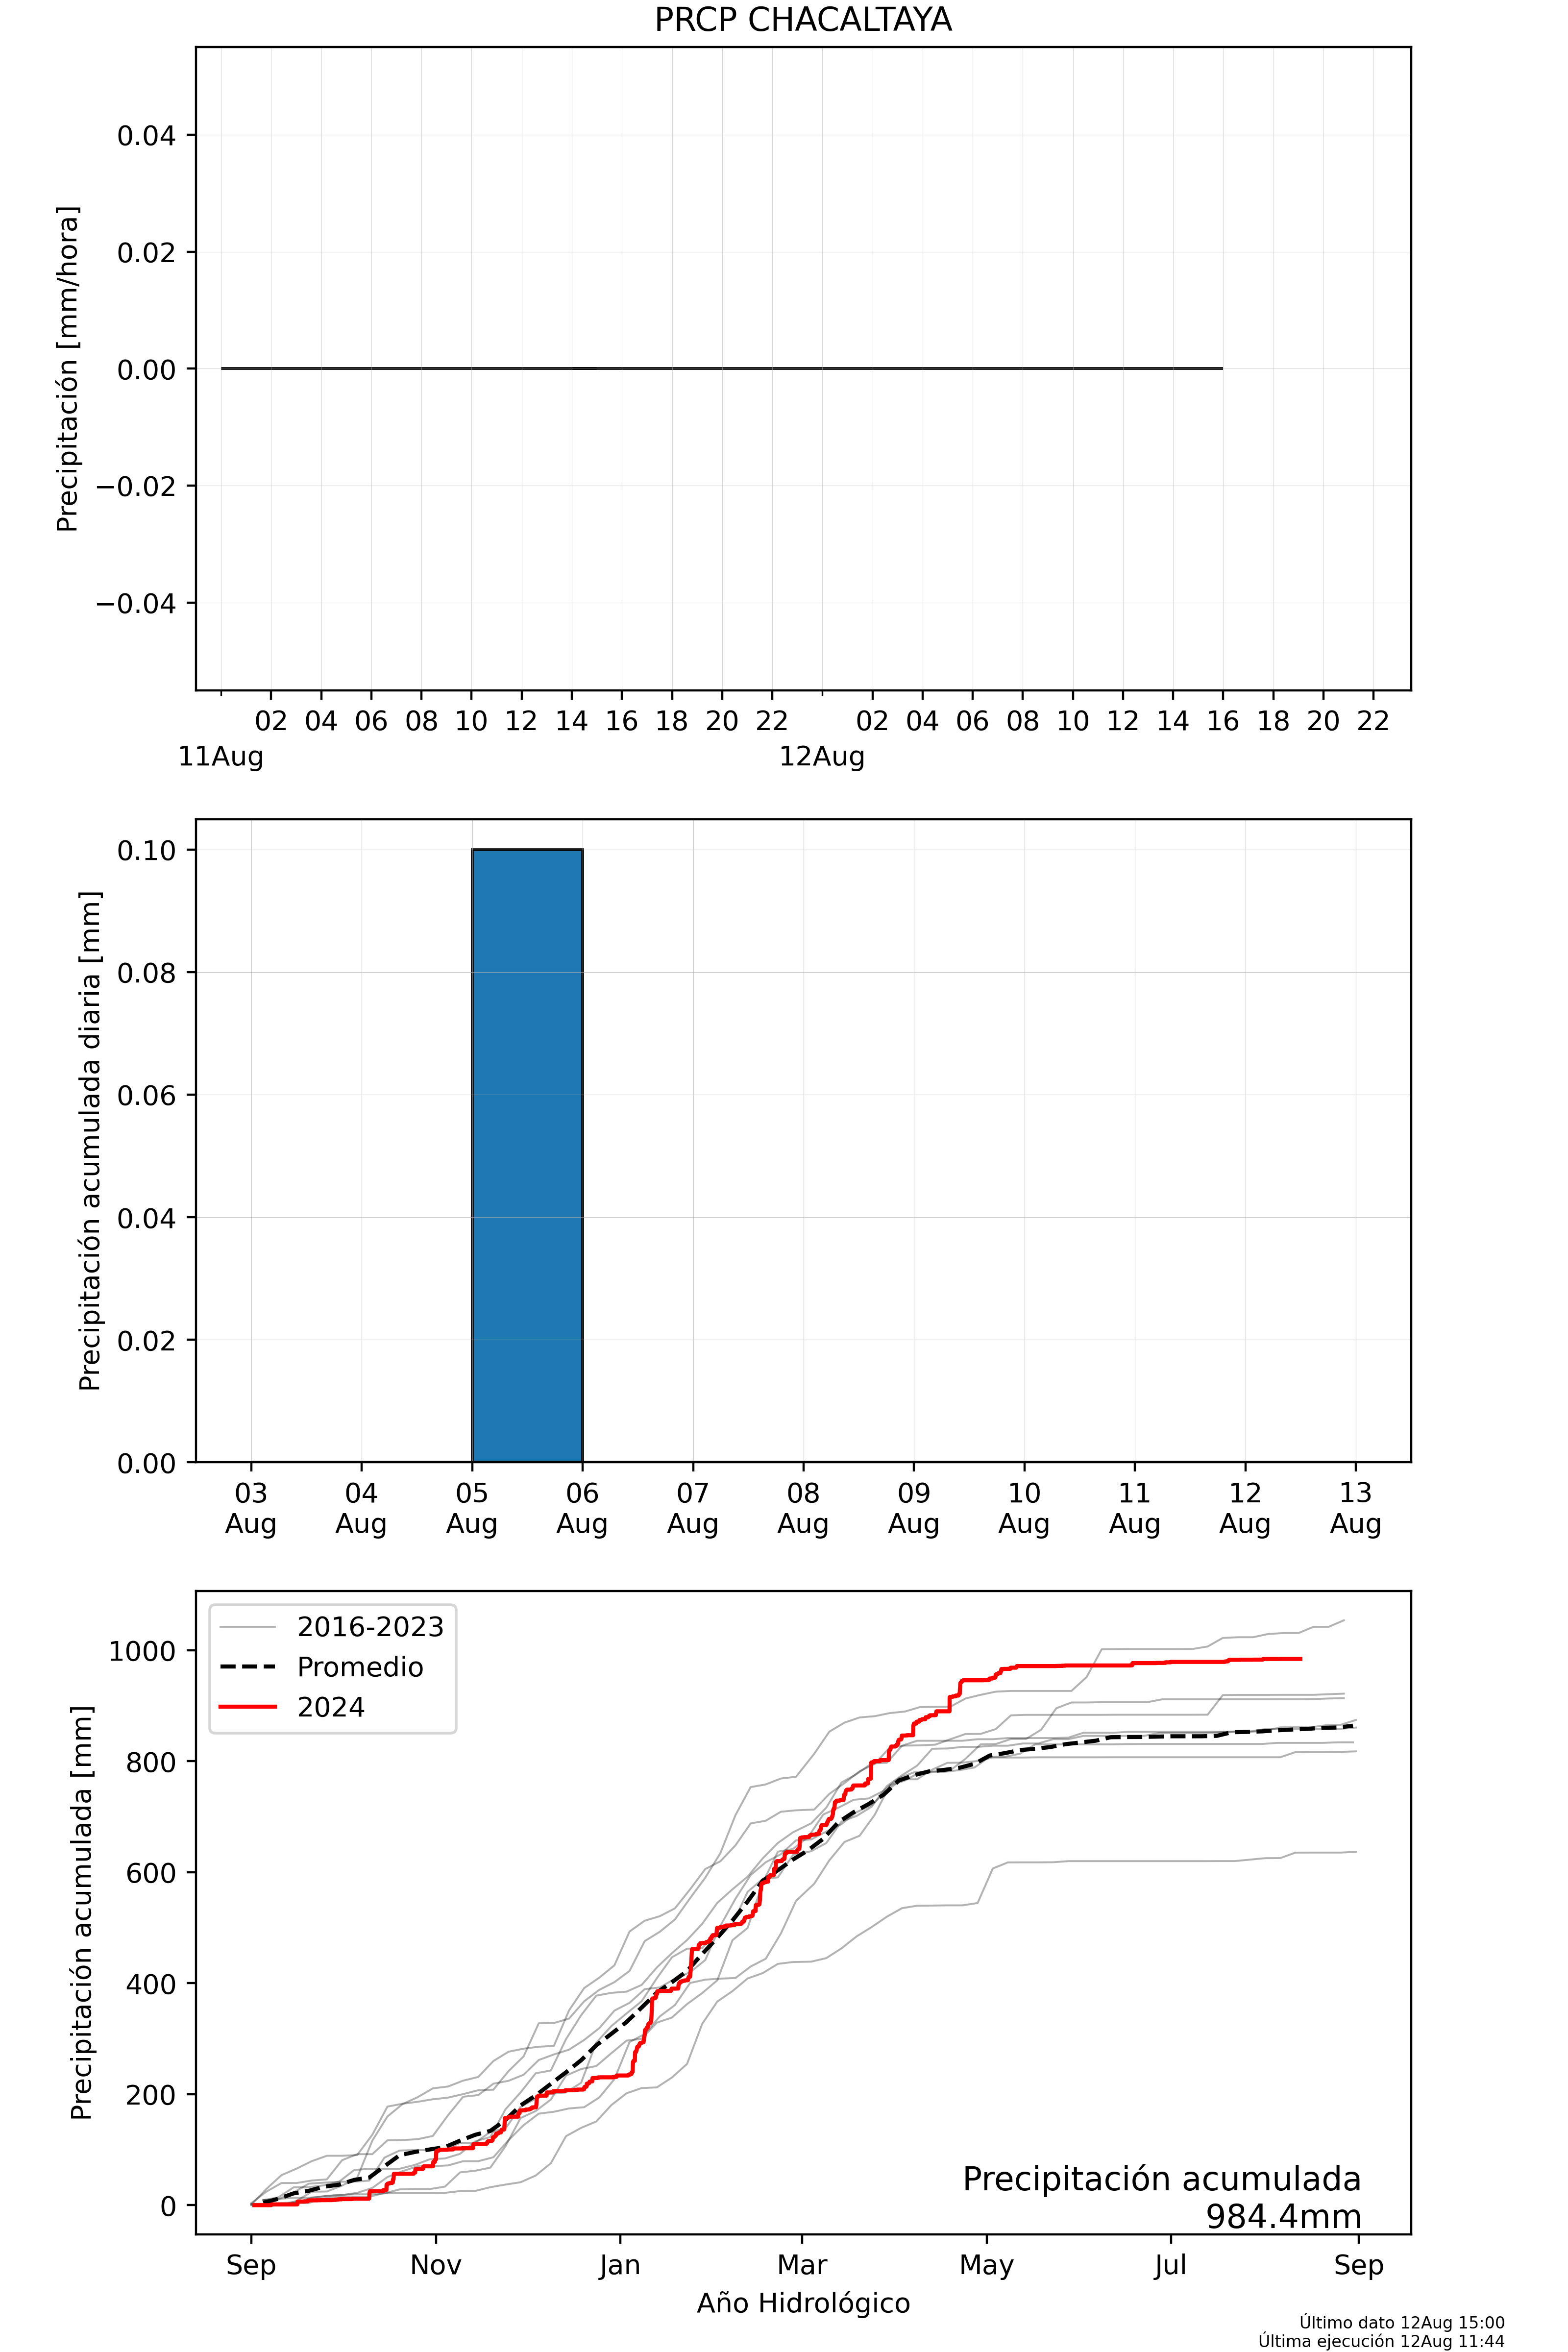 PRCP CHACALTAYA
Precipitación [mm/hora]
0.04
0.02
0.00
−0.02
−0.04
02 04 06 08 10 12 14 16 18 20 22 02 04 06 08 10 12 14 16 18 20 22
11Aug 12Aug
Precipitación acumulada diaria [mm]
0.10
0.08
0.06
0.04
0.02
0.00
03 04 05 06 07 08 09 10 11 12 13
Aug Aug Aug Aug Aug Aug Aug Aug Aug Aug Aug
Precipitación acumulada [mm]
1000
800
600
400
200
0
2016-2023
Promedio
2024
Precipitación acumulada
984.4mm
Sep Nov Jan Mar May Jul Sep
Año Hidrológico
Último dato 12Aug 15:00
Última ejecución 12Aug 11:44